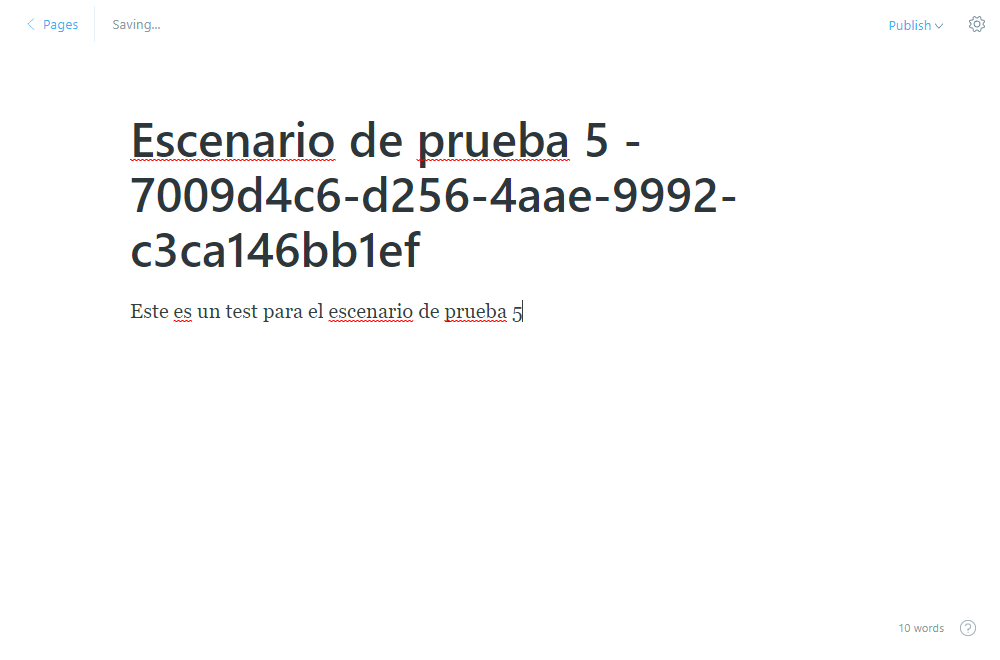 Pages
Saving...
Publish
Escenario de prueba 5 -
7009d4c6-d256-4aae-9992-
c3ca146bb1ef
Este es un test para el escenario de prueba 5
10 words
?